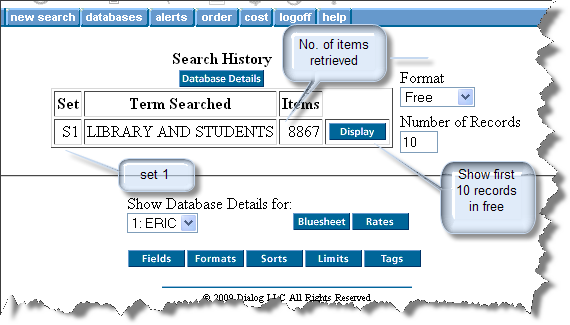 new search databases alerts order cost logoff help
No. of items
retrieved
Search History
Database Details
Format
Free
Set Term Searched Items
S1 LIBRARY AND STUDENTS 8867 Display
Number of Records
10
set 1
Show first
10 records
in free
Show Database Details for:
1: ERIC Bluesheet Rates
Fields Formats Sorts Limits Tags
© 2009 Dialog LLC All Rights Reserved